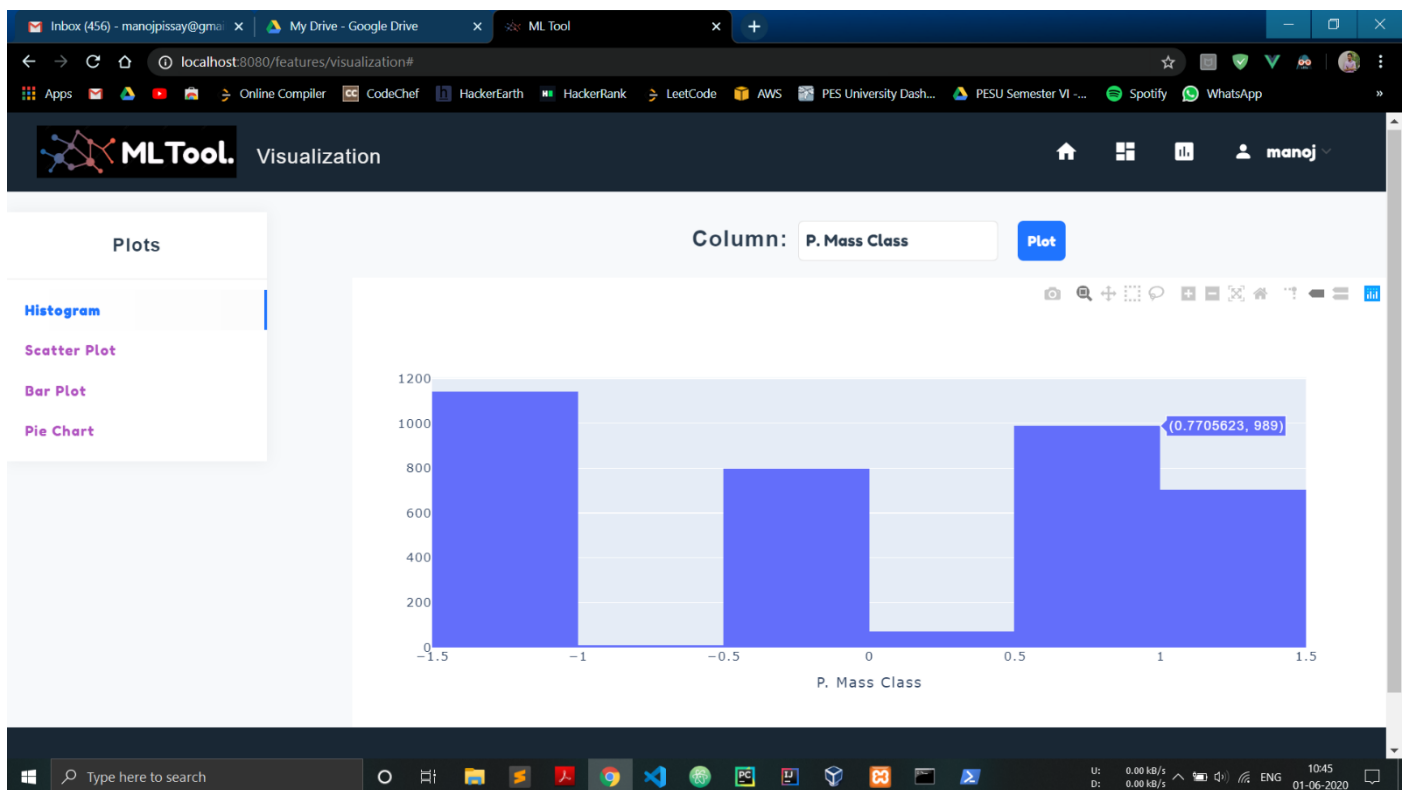 Inbox (456) - manojpissay@gmai
My Drive - Google Drive
ML Tool
localhost:8080/features/visualization#
Apps
Online Compiler
CC
CodeChef
HackerEarth
HackerRank
LeetCode
AWS
PES University Dash...
PESU Semester VI -...
Spotify
WhatsApp
»
MLTool.
Visualization
manoj
Plots
Histogram
Scatter Plot
Bar Plot
Pie Chart
Column:
P. Mass Class
Plot
1200
1000
800
600
400
200
0
(0.7705623, 989)
−1.5
−1
−0.5
0
0.5
1
1.5
P. Mass Class
Type here to search
PC
U: 0.00 kB/s
D: 0.00 kB/s
ENG
10:45
01-06-2020